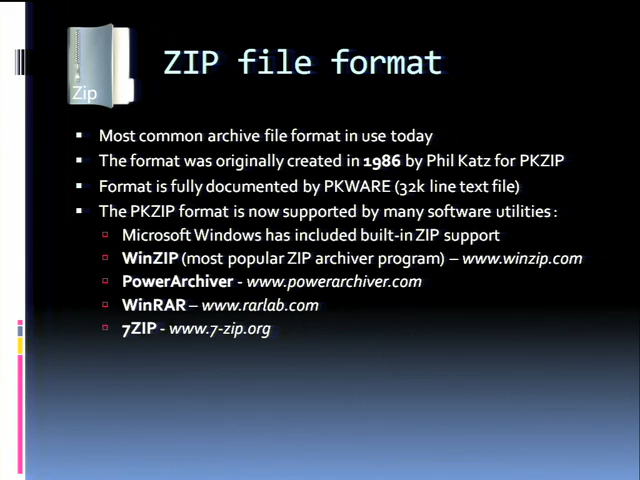 Zip
ZIP file format
Most common archive file format in use today
The format was originally created in 1986 by Phil Katz for PKZIP
Format is fully documented by PKWARE (32k line text file)
The PKZIP format is now supported by many software utilities :
Microsoft Windows has included built-in ZIP support
WinZIP (most popular ZIP archiver program) – www.winzip.com
PowerArchiver - www.powerarchiver.com
WinRAR – www.rarlab.com
7ZIP - www.7-zip.org